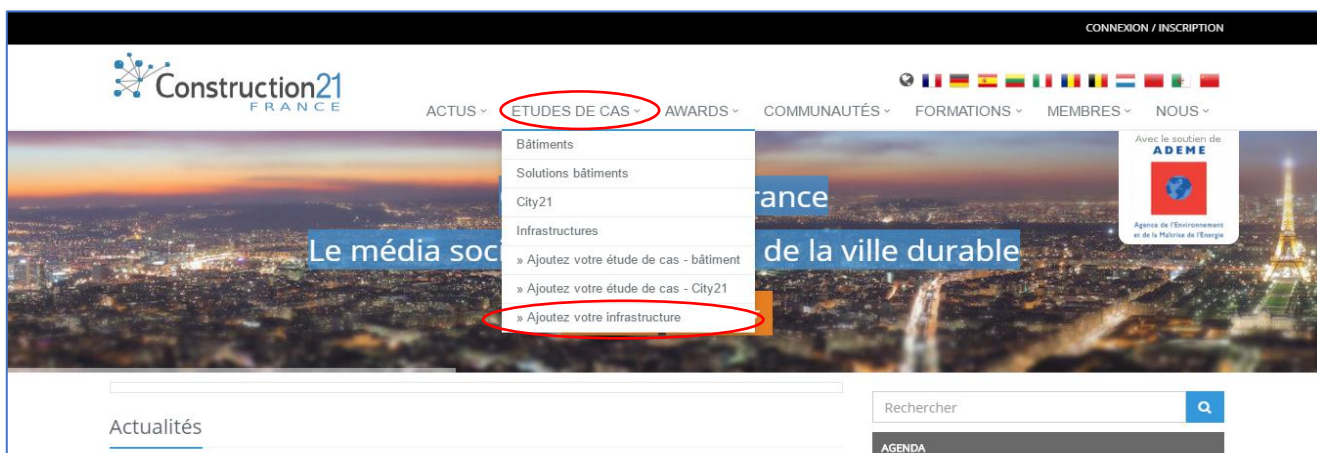 CONNEXION / INSCRIPTION
Construction21
FRANCE
ACTUS ETUDES DE CAS AWARDS COMMUNAUTÉS FORMATIONS MEMBRES NOUS
Bâtiments
Solutions bâtiments
City21
Infrastructures
» Ajoutez votre étude de cas - bâtiment
» Ajoutez votre étude de cas - City21
» Ajoutez votre infrastructure
Avec le soutien de
ADEME
Agence de l'Environnement
et de la Maîtrise de l'Energie
rance
Le média soci de la ville durable
Actualités
Rechercher
AGENDA